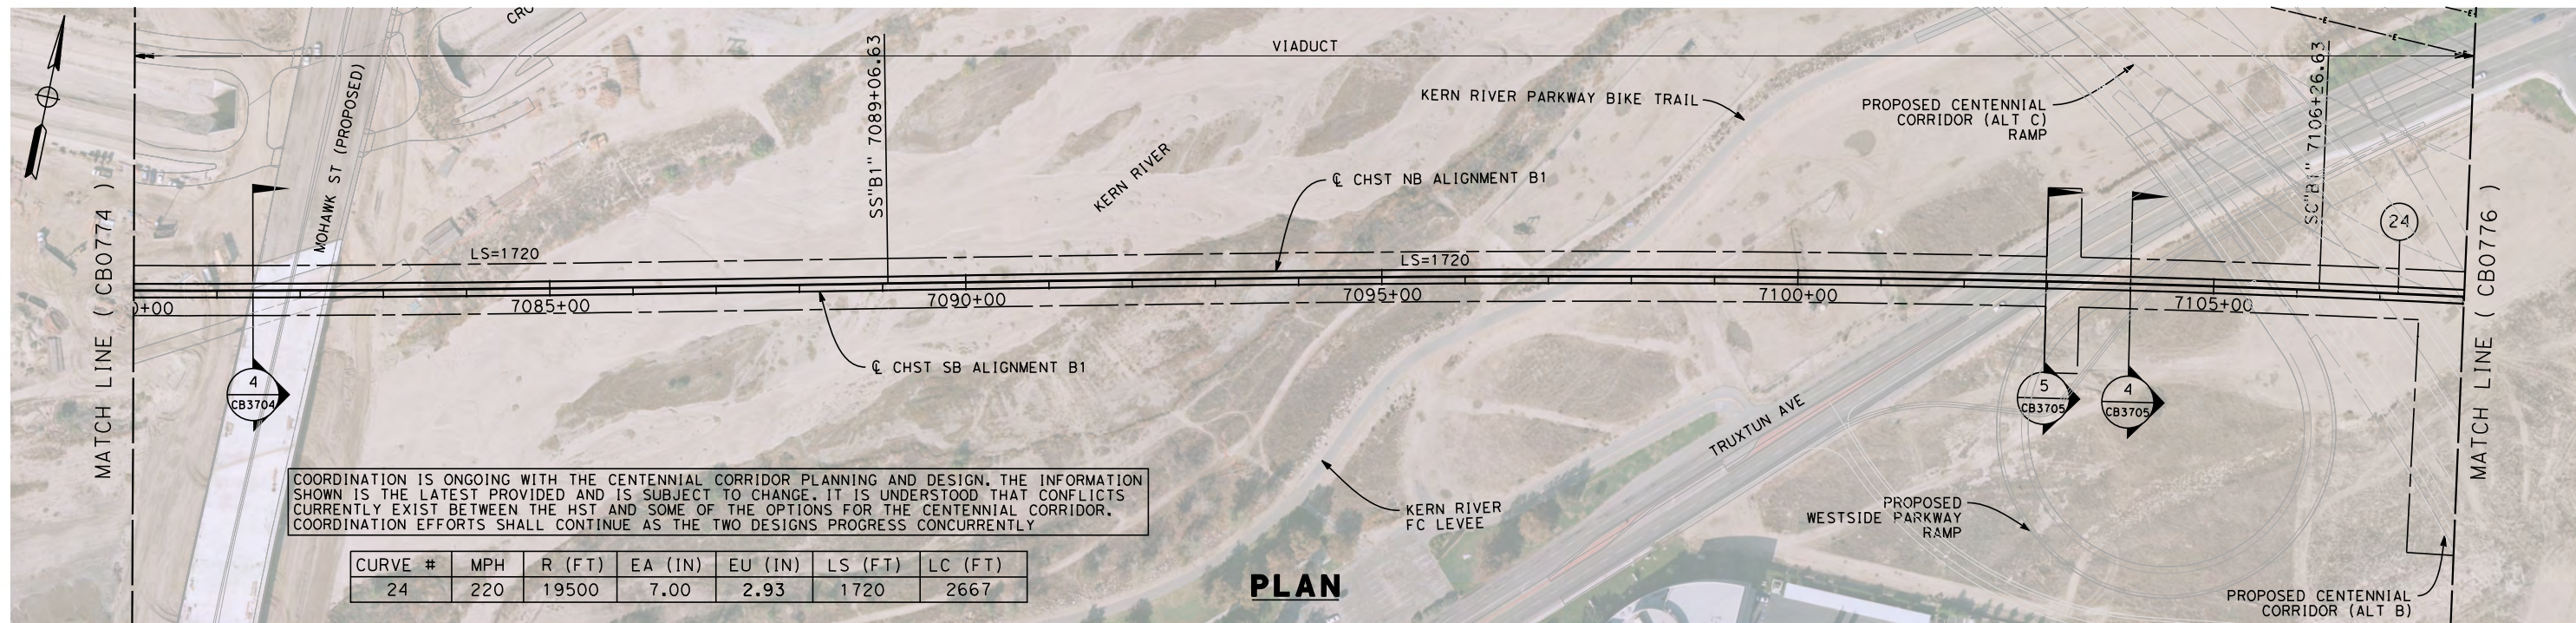 CRO
VIADUCT
SS"B1" 7089+06.63
SC"B1" 7106+26.63
KERN RIVER PARKWAY BIKE TRAIL
PROPOSED CENTENNIAL
CORRIDOR (ALT C)
RAMP
MOHAWK ST (PROPOSED)
KERN RIVER
℄ CHST NB ALIGNMENT B1
24
MATCH LINE ( CB0774 )
MATCH LINE ( CB0776 )
LS=1720
LS=1720
0+00
7085+00
7090+00
7095+00
7100+00
7105+00
℄ CHST SB ALIGNMENT B1
4
CB3704
5
CB3705
4
CB3705
TRUXTUN AVE
COORDINATION IS ONGOING WITH THE CENTENNIAL CORRIDOR PLANNING AND DESIGN. THE INFORMATION
SHOWN IS THE LATEST PROVIDED AND IS SUBJECT TO CHANGE. IT IS UNDERSTOOD THAT CONFLICTS
CURRENTLY EXIST BETWEEN THE HST AND SOME OF THE OPTIONS FOR THE CENTENNIAL CORRIDOR.
COORDINATION EFFORTS SHALL CONTINUE AS THE TWO DESIGNS PROGRESS CONCURRENTLY
KERN RIVER
FC LEVEE
PROPOSED
WESTSIDE PARKWAY
RAMP
CURVE # MPH R (FT) EA (IN) EU (IN) LS (FT) LC (FT)
24 220 19500 7.00 2.93 1720 2667
PLAN
PROPOSED CENTENNIAL
CORRIDOR (ALT B)